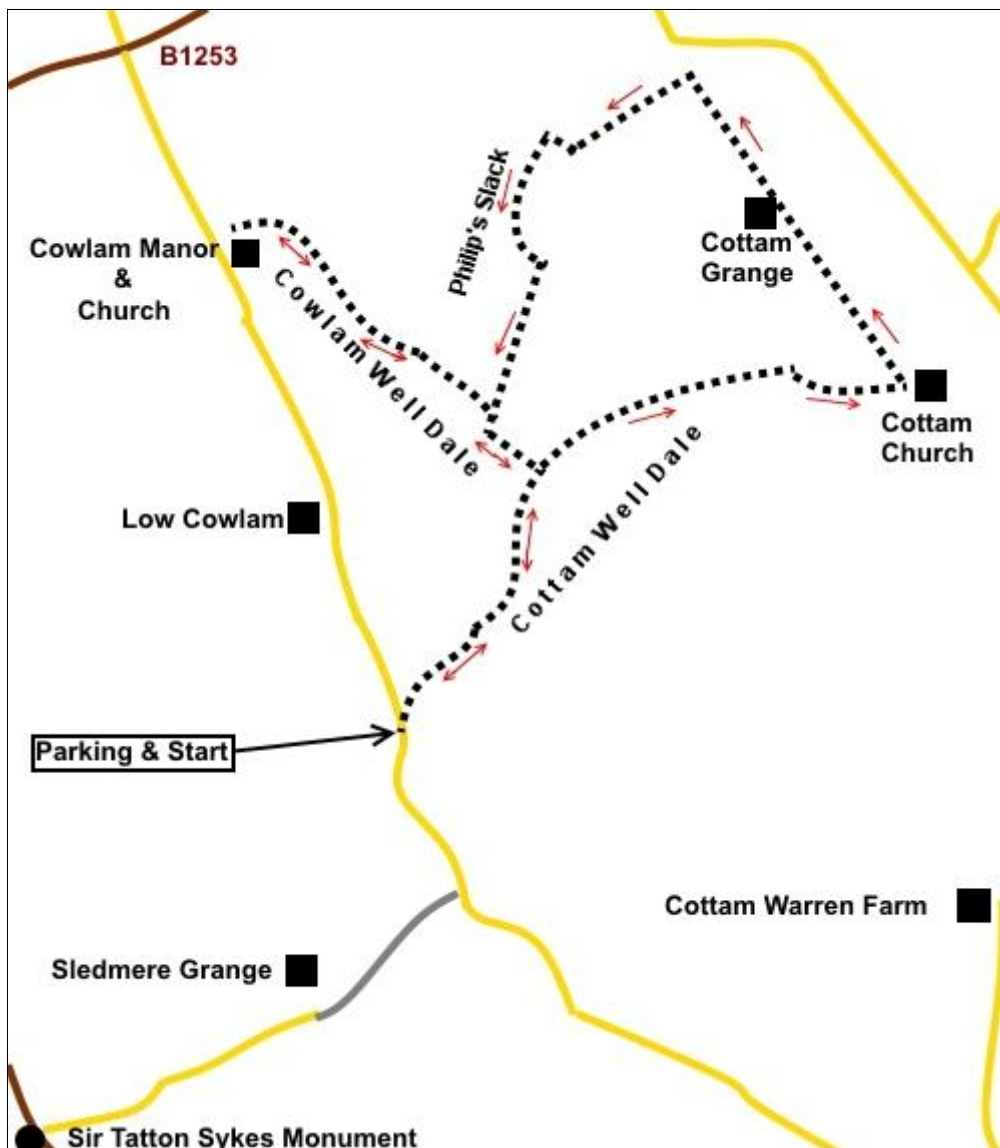 B1253
Philip's Slack
Cowlam Manor
&
Church
Cottam
Grange
Cowlam Well Dale
Cottam
Church
Cottam Well Dale
Low Cowlam
Parking & Start
Cottam Warren Farm
Sledmere Grange
Sir Tatton Sykes Monument